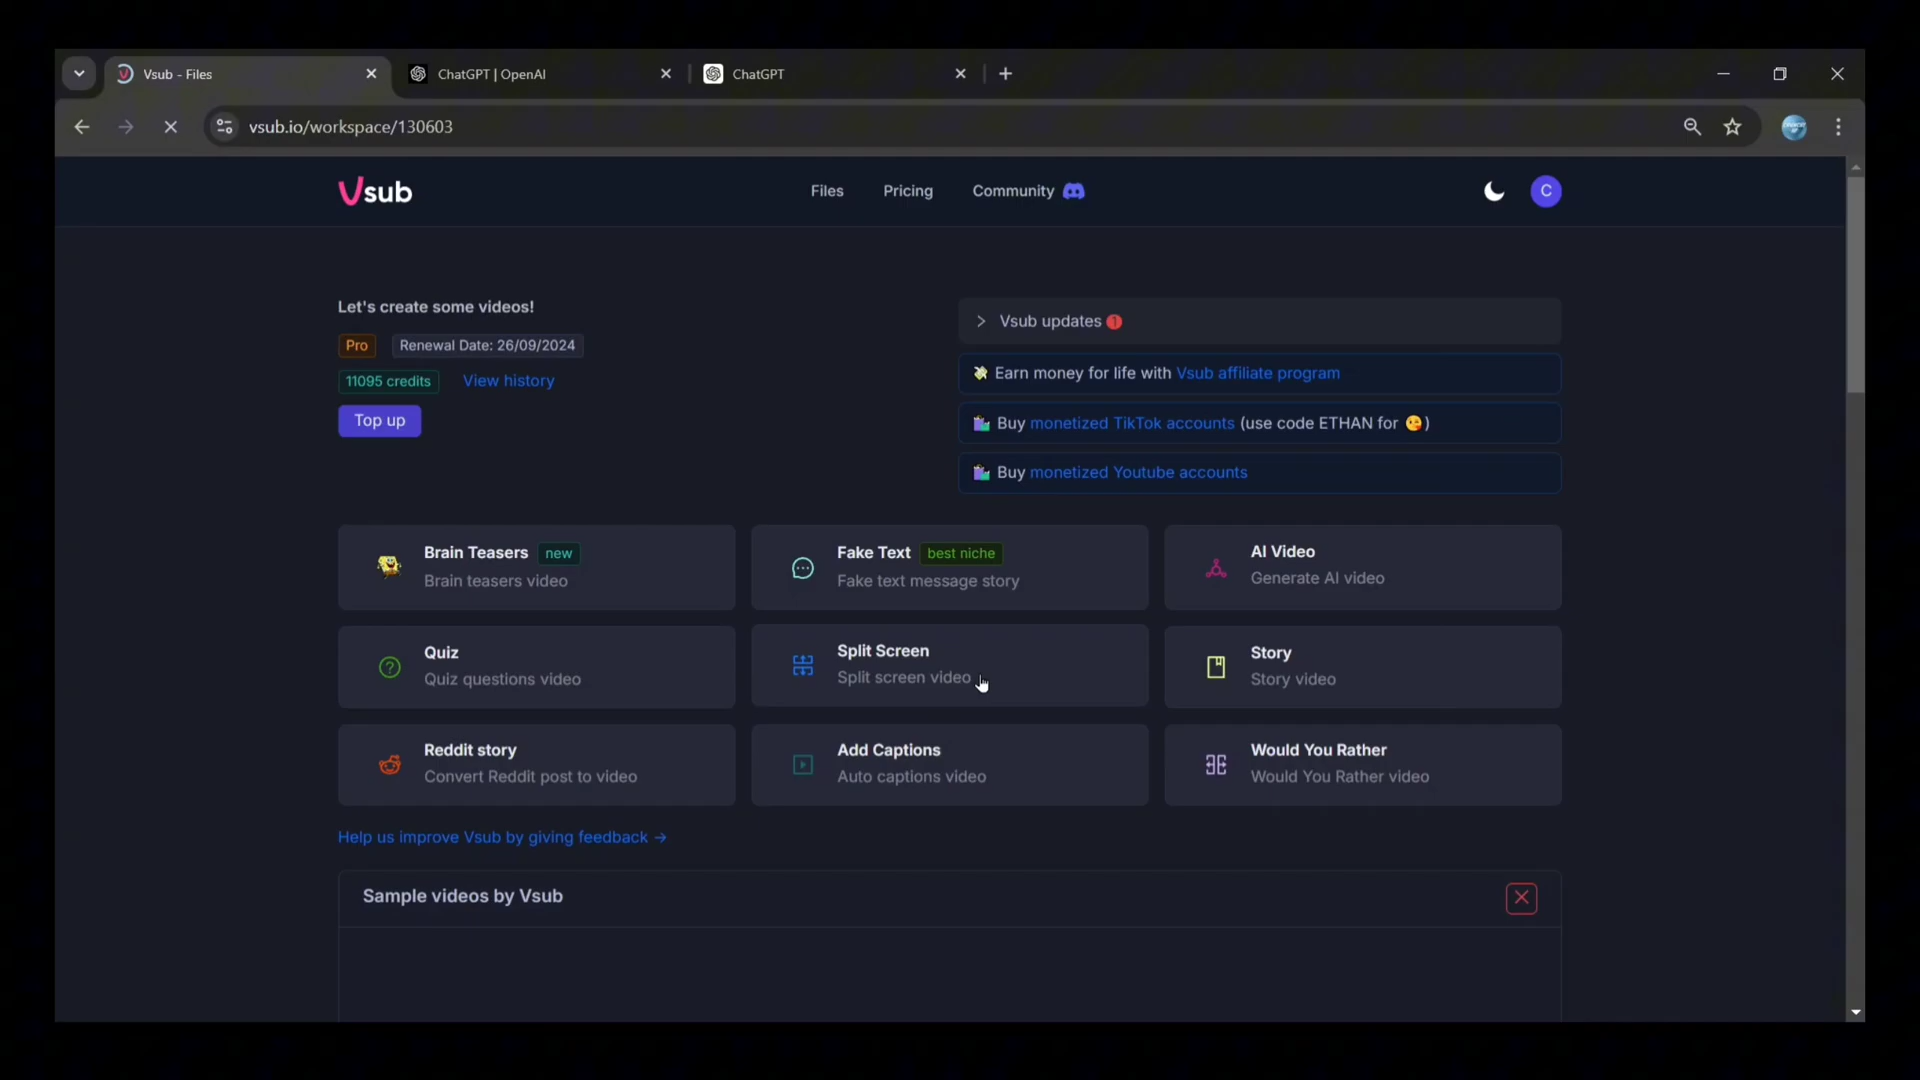 Vsub - Files
ChatGPT | OpenAI
ChatGPT
vsub.io/workspace/130603
Vsub
Files
Pricing
Community
C
Let's create some videos!
Pro
Renewal Date: 26/09/2024
11095 credits
View history
Top up
Vsub updates 1
Earn money for life with Vsub affiliate program
Buy monetized TikTok accounts (use code ETHAN for 😘)
Buy monetized Youtube accounts
Brain Teasers new
Brain teasers video
Fake Text best niche
Fake text message story
AI Video
Generate AI video
Quiz
Quiz questions video
Split Screen
Split screen video
Story
Story video
Reddit story
Convert Reddit post to video
Add Captions
Auto captions video
Would You Rather
Would You Rather video
Help us improve Vsub by giving feedback →
Sample videos by Vsub